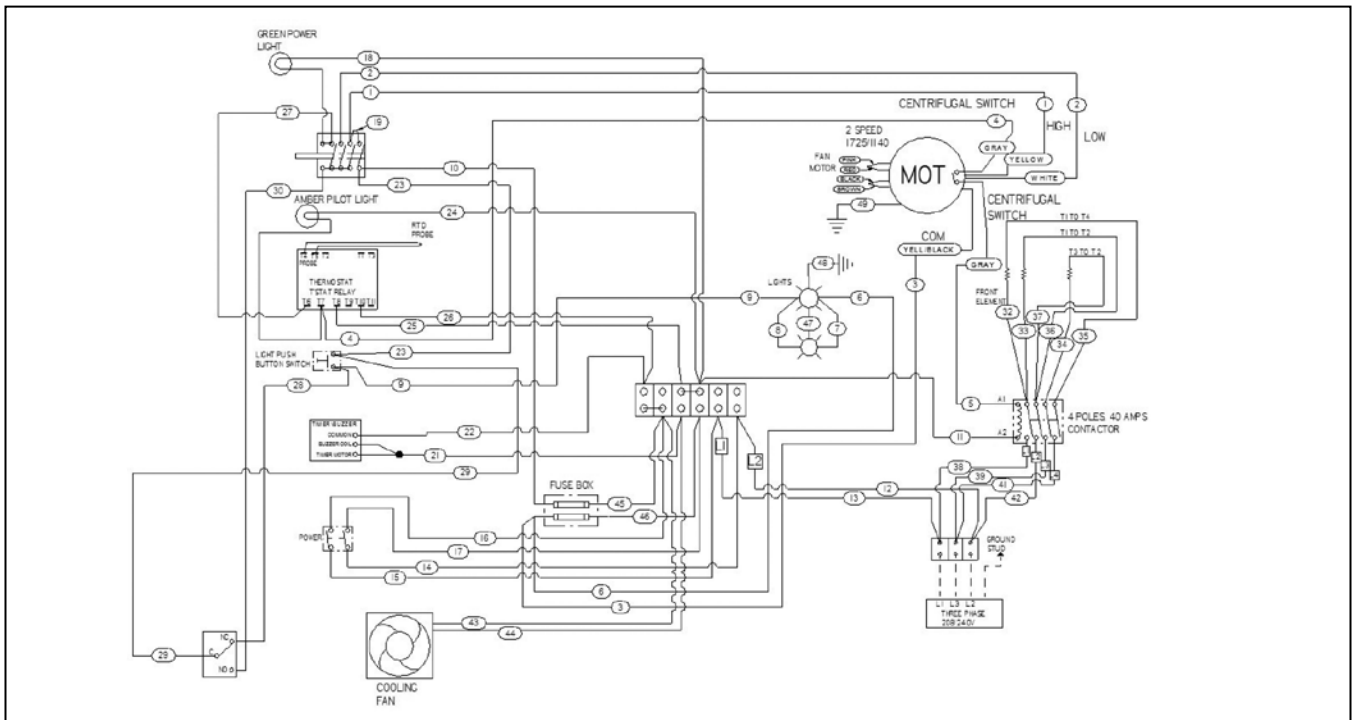 GREEN POWER
LIGHT
18
2
1
27
19
CENTRIFUGAL SWITCH
1
2
4
HIGH
LOW
2 SPEED
1725/1140
GRAY
YELLOW
FAN
MOTOR
PINK
RED
BLACK
BROWN
MOT
WHITE
10
23
30
AMBER PILOT LIGHT
24
49
CENTRIFUGAL
SWITCH
RTD
PROBE
COM
YELL/BLACK
GRAY
T1 TO T4
T1 TO T2
T3 TO T2
PROBE
THERMOSTAT
T'STAT RELAY
T6 T7 T8 T9 T10 T11
48
LIGHTS
9
6
3
FRONT
ELEMENT
8
47
7
26
25
4
32
37
33
36
34
35
LIGHT PUSH
BUTTON SWITCH
23
28
9
5
A1
A2
4 POLES, 40 AMPS
CONTACTOR
11
TIMER/BUZZER
COMMON
BUZZER COIL
TIMER MOTOR
22
21
29
L1
L2
38
39
41
42
FUSE BOX
45
46
12
13
POWER
16
17
14
15
6
3
GROUND
STUD
L1 L3 L2
THREE PHASE
208/240V
43
44
29
NC
C
NO
COOLING
FAN